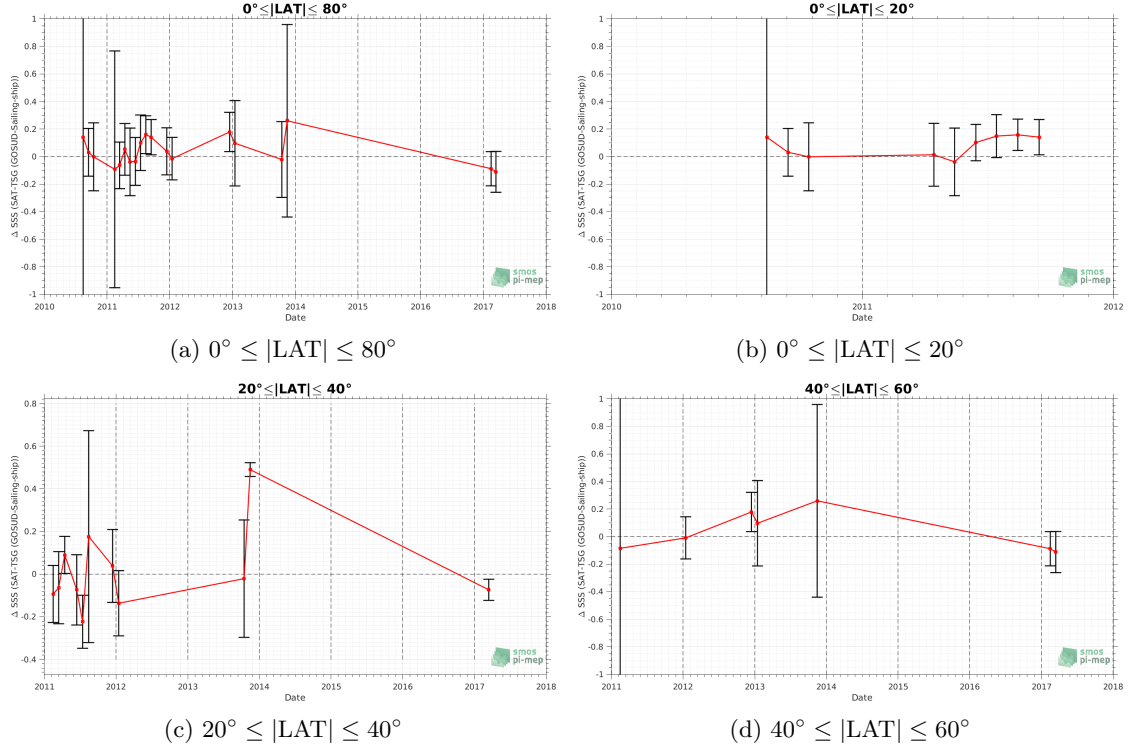 0°≤|LAT|≤ 80°
1
0.8
0.6
0.4
0.2
0
-0.2
-0.4
-0.6
-0.8
-1
Δ SSS (SAT-TSG (GOSUD-Sailing-ship))
2010 2011 2012 2013 2014 2015 2016 2017 2018
Date
smos
pi-mep
(a) 0° ≤ |LAT| ≤ 80°
0°≤|LAT|≤ 20°
1
0.8
0.6
0.4
0.2
0
-0.2
-0.4
-0.6
-0.8
-1
Δ SSS (SAT-TSG (GOSUD-Sailing-ship))
2010 2011 2012
Date
smos
pi-mep
(b) 0° ≤ |LAT| ≤ 20°
20°≤|LAT|≤ 40°
0.8
0.6
0.4
0.2
0
-0.2
-0.4
Δ SSS (SAT-TSG (GOSUD-Sailing-ship))
2011 2012 2013 2014 2015 2016 2017 2018
Date
smos
pi-mep
(c) 20° ≤ |LAT| ≤ 40°
40°≤|LAT|≤ 60°
1
0.8
0.6
0.4
0.2
0
-0.2
-0.4
-0.6
-0.8
-1
Δ SSS (SAT-TSG (GOSUD-Sailing-ship))
2011 2012 2013 2014 2015 2016 2017 2018
Date
smos
pi-mep
(d) 40° ≤ |LAT| ≤ 60°